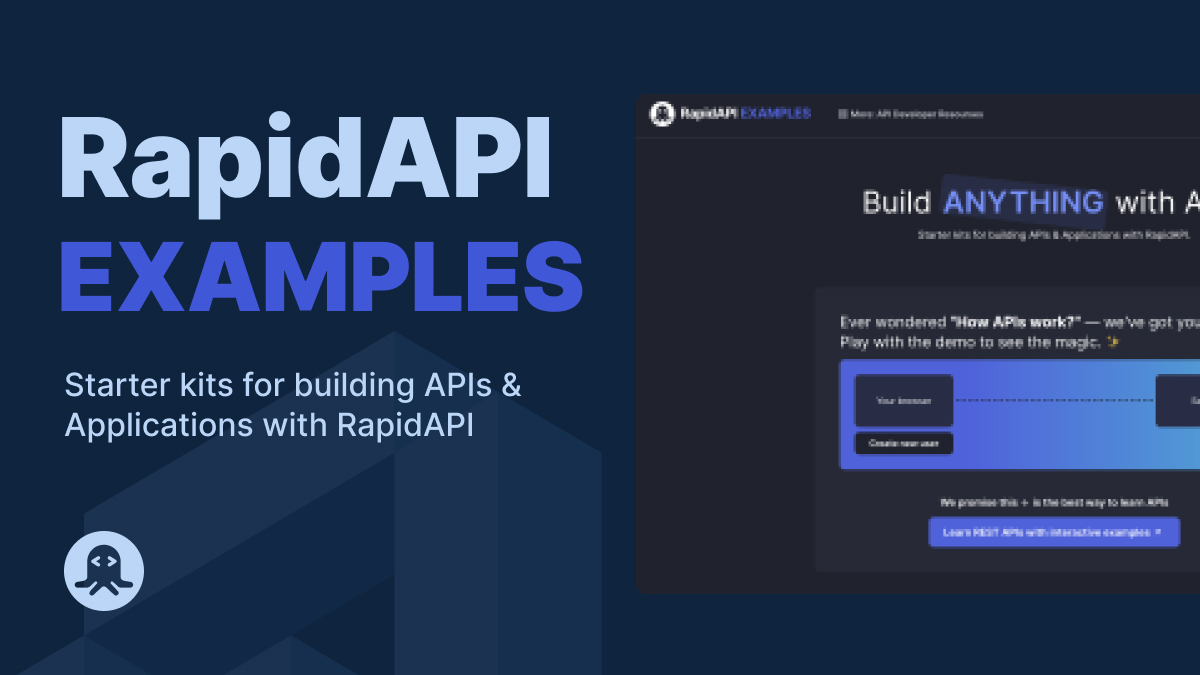 RapidAPI
EXAMPLES
Starter kits for building APIs &
Applications with RapidAPI
RapidAPI EXAMPLES
More API Developer Resources
Build ANYTHING with A
Starter kits for building APIs & Applications with RapidAPI.
Ever wondered "How APIs work?" — we've got you
Play with the demo to see the magic. ✨
Your browser
Create new user
We promise this + is the best way to learn APIs
Learn REST APIs with interactive examples